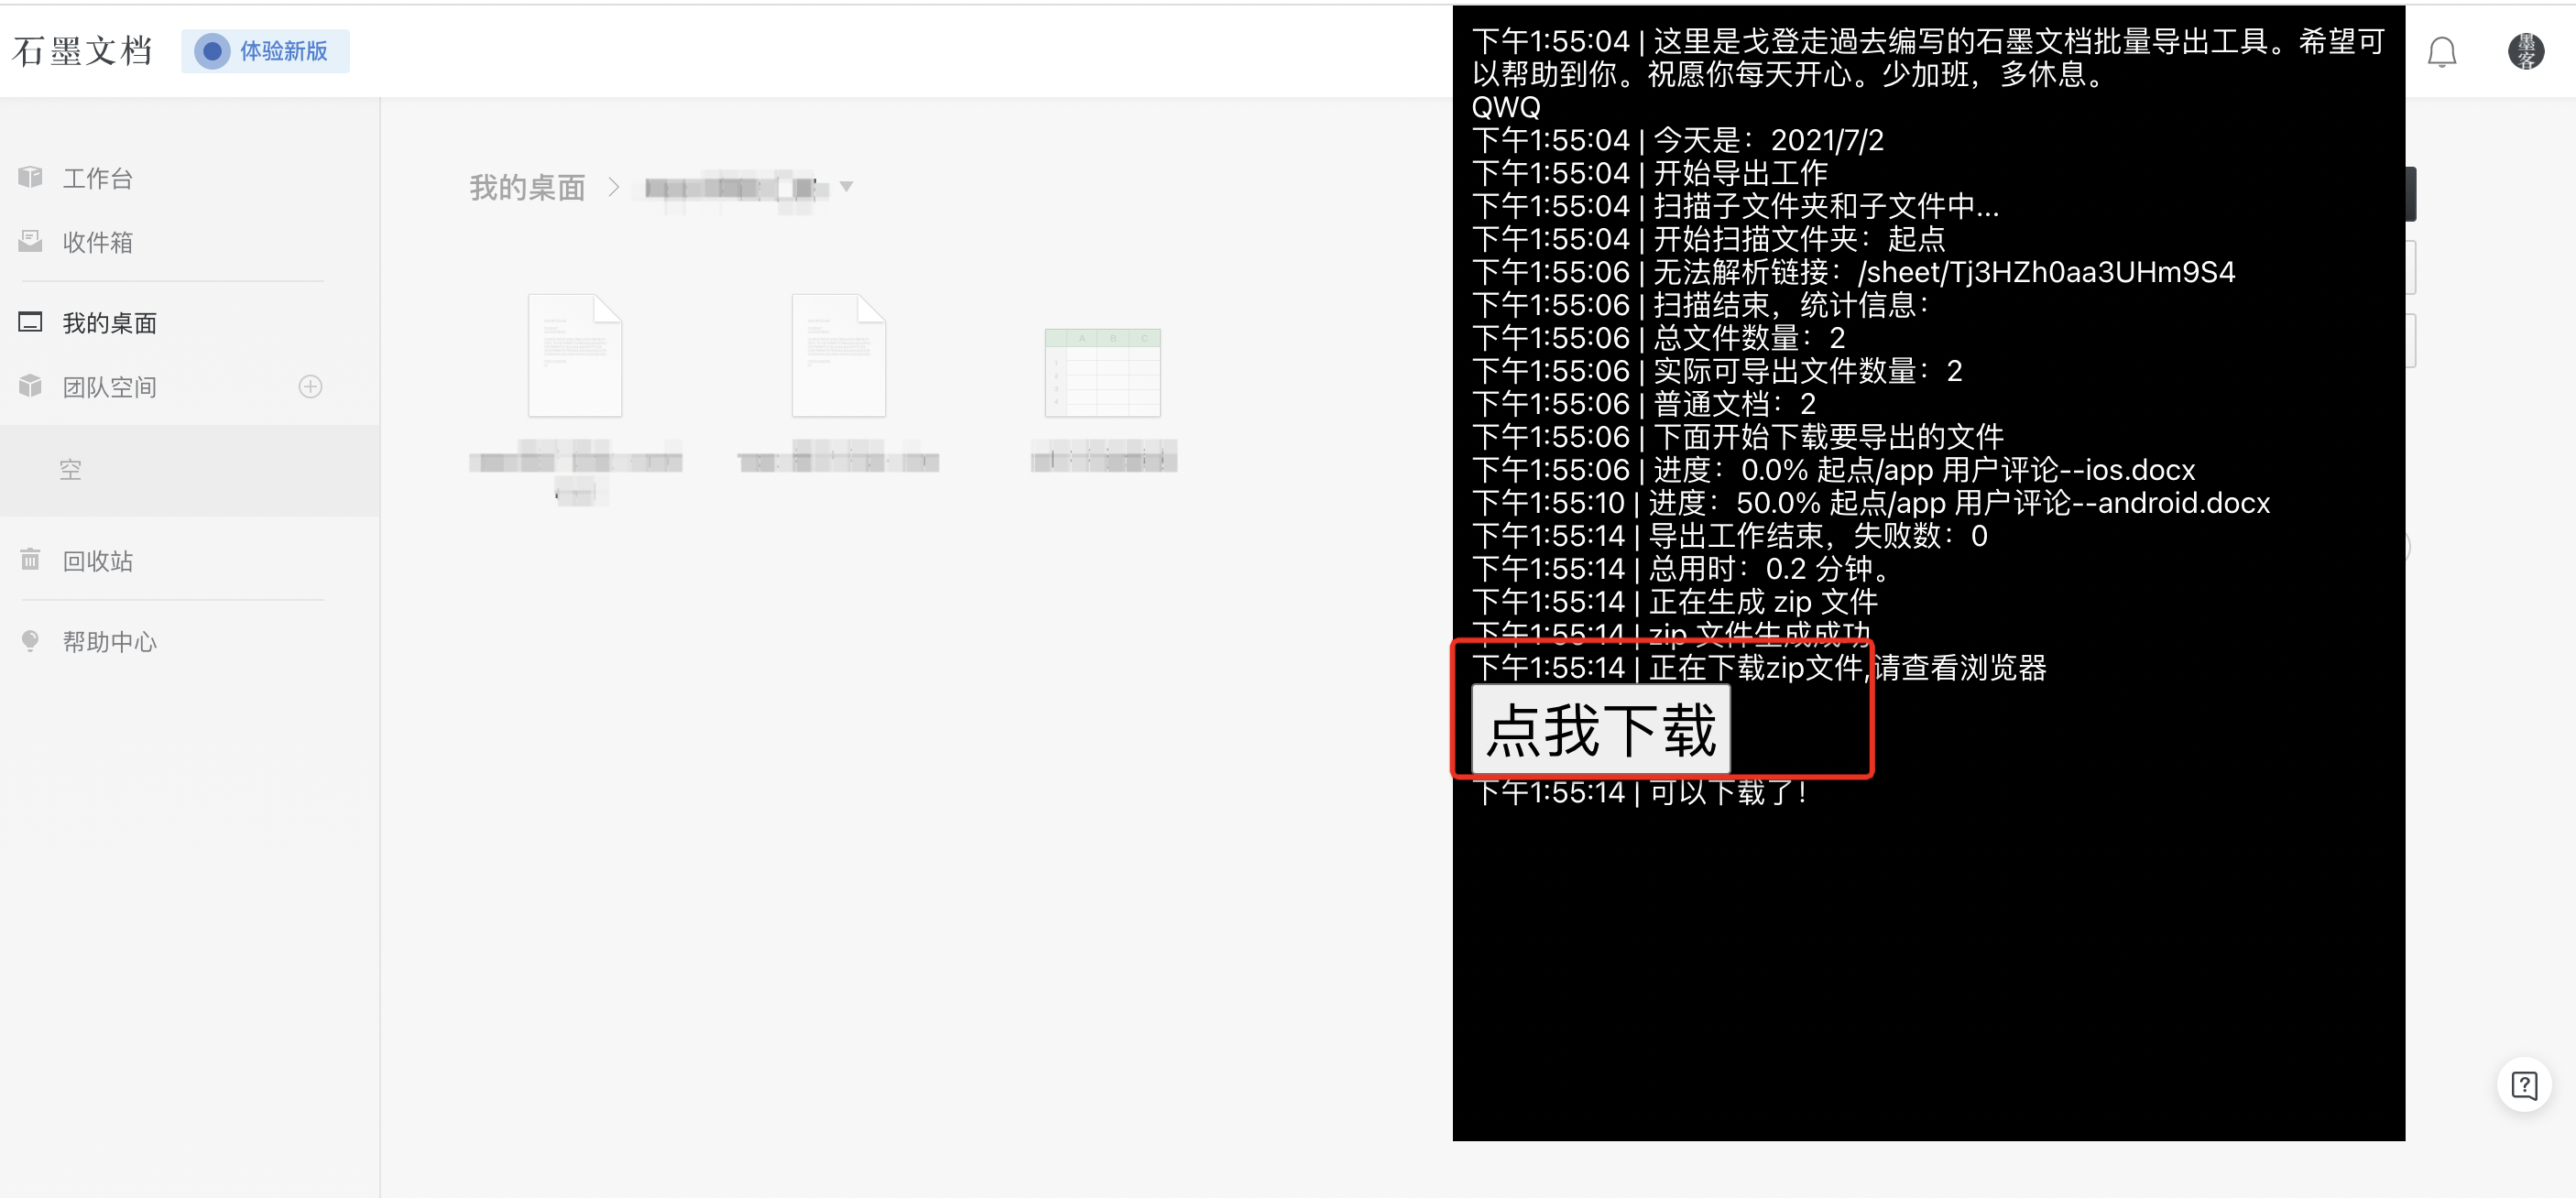 石墨文档
体验新版
墨客
工作台
收件箱
我的桌面
团队空间
空
回收站
帮助中心
我的桌面 >
A B C
1
2
3
4
下午1:55:04 | 这里是戈登走過去编写的石墨文档批量导出工具。希望可
以帮助到你。祝愿你每天开心。少加班，多休息。
QWQ
下午1:55:04 | 今天是：2021/7/2
下午1:55:04 | 开始导出工作
下午1:55:04 | 扫描子文件夹和子文件中...
下午1:55:04 | 开始扫描文件夹：起点
下午1:55:06 | 无法解析链接：/sheet/Tj3HZh0aa3UHm9S4
下午1:55:06 | 扫描结束，统计信息：
下午1:55:06 | 总文件数量：2
下午1:55:06 | 实际可导出文件数量：2
下午1:55:06 | 普通文档：2
下午1:55:06 | 下面开始下载要导出的文件
下午1:55:06 | 进度：0.0% 起点/app 用户评论--ios.docx
下午1:55:10 | 进度：50.0% 起点/app 用户评论--android.docx
下午1:55:14 | 导出工作结束，失败数：0
下午1:55:14 | 总用时：0.2 分钟。
下午1:55:14 | 正在生成 zip 文件
下午1:55:14 | zip 文件生成成功
下午1:55:14 | 正在下载zip文件,请查看浏览器
点我下载
下午1:55:14 | 可以下载了！